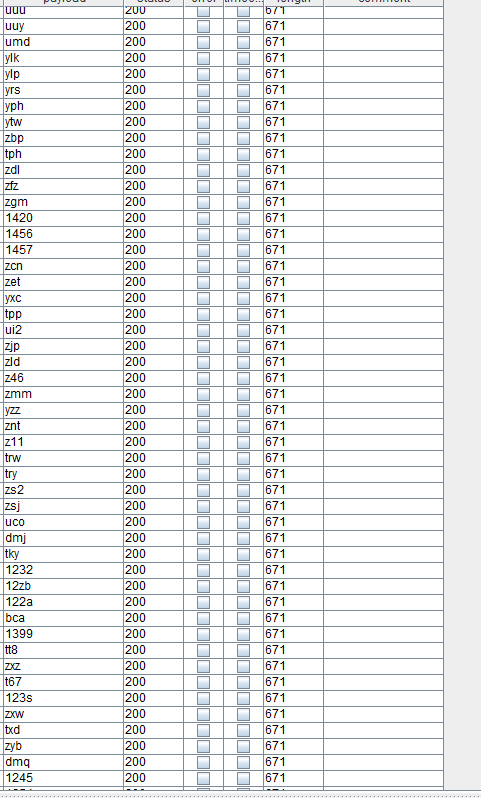 payload status error timeo... length comment
uuu 200 671
uuy 200 671
umd 200 671
ylk 200 671
ylp 200 671
yrs 200 671
yph 200 671
ytw 200 671
zbp 200 671
tph 200 671
zdl 200 671
zfz 200 671
zgm 200 671
1420 200 671
1456 200 671
1457 200 671
zcn 200 671
zet 200 671
yxc 200 671
tpp 200 671
ui2 200 671
zjp 200 671
zld 200 671
z46 200 671
zmm 200 671
yzz 200 671
znt 200 671
z11 200 671
trw 200 671
try 200 671
zs2 200 671
zsj 200 671
uco 200 671
dmj 200 671
tky 200 671
1232 200 671
12zb 200 671
122a 200 671
bca 200 671
1399 200 671
tt8 200 671
zxz 200 671
t67 200 671
123s 200 671
zxw 200 671
txd 200 671
zyb 200 671
dmq 200 671
1245 200 671